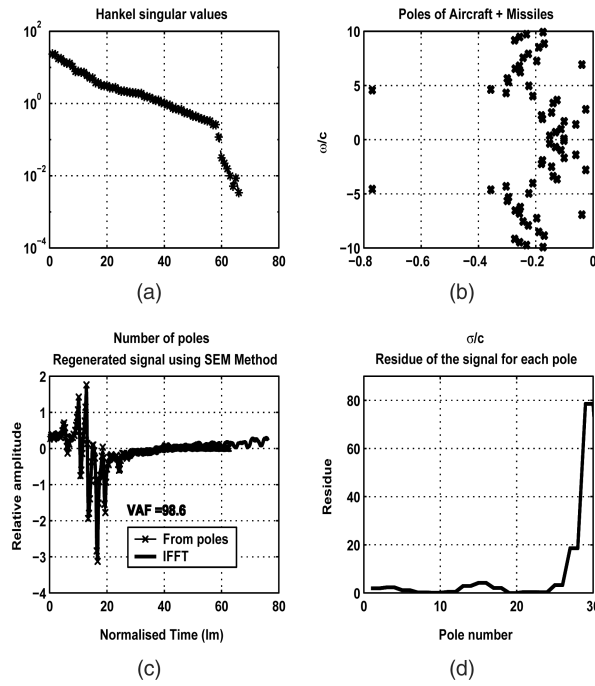 Hankel singular values
10^2
10^0
10^−2
10^−4
0
20
40
60
80
(a)
Number of poles
Poles of Aircraft + Missiles
ω/c
10
5
0
−5
−10
−0.8
−0.6
−0.4
−0.2
0
(b)
σ/c
Regenerated signal using SEM Method
Relative amplitude
2
1
0
−1
−2
−3
−4
VAF =98.6
From poles
IFFT
0
20
40
60
80
Normalised Time (lm)
(c)
Residue of the signal for each pole
Residue
80
60
40
20
0
0
10
20
30
Pole number
(d)